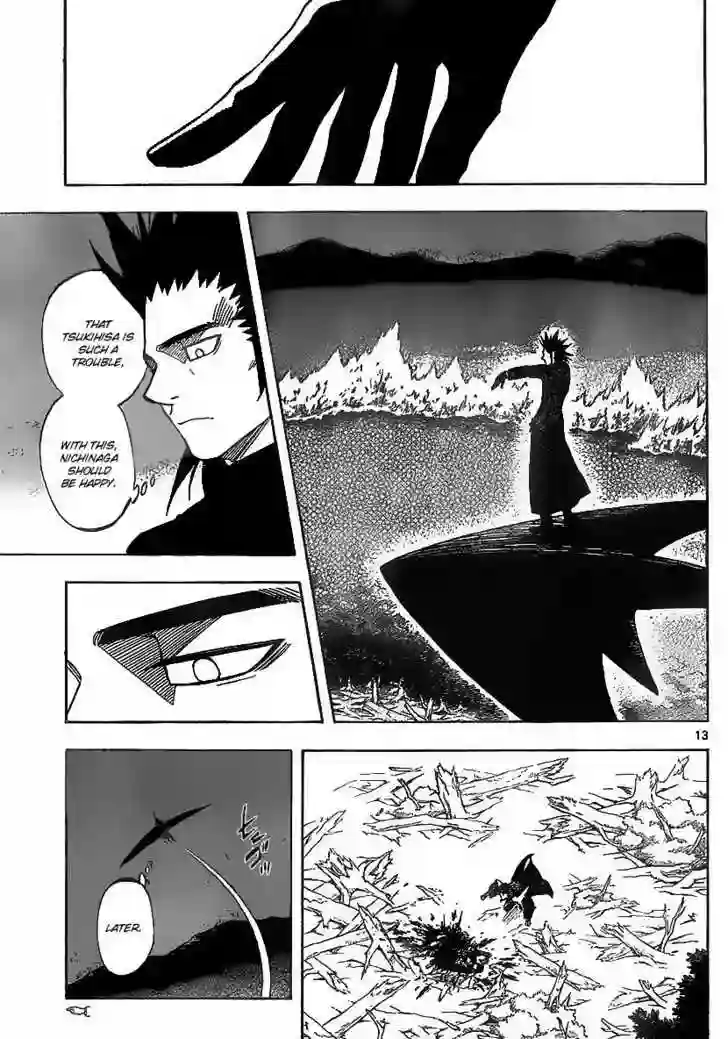 THAT
TSUKIHISA IS
SUCH A
TROUBLE,
WITH THIS,
NICHINAGA
SHOULD
BE HAPPY.
13
LATER.